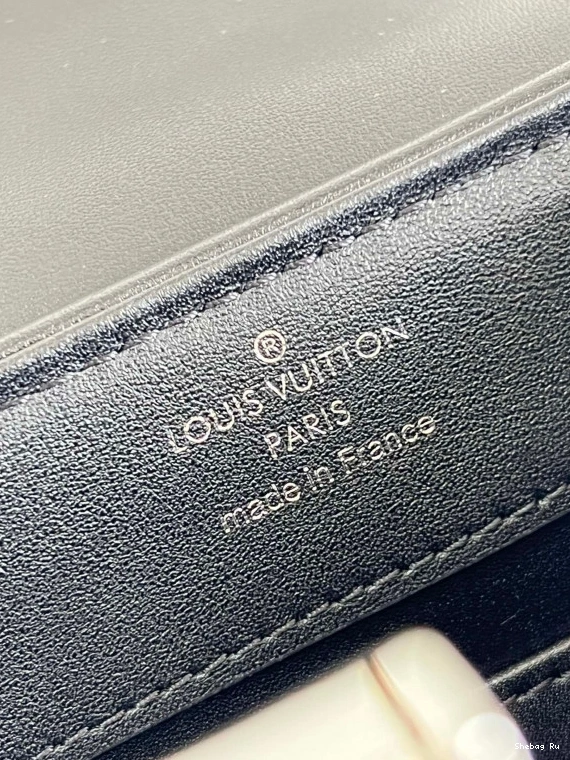 ®
LOUIS VUITTON
PARIS
made in France
Shebag Ru